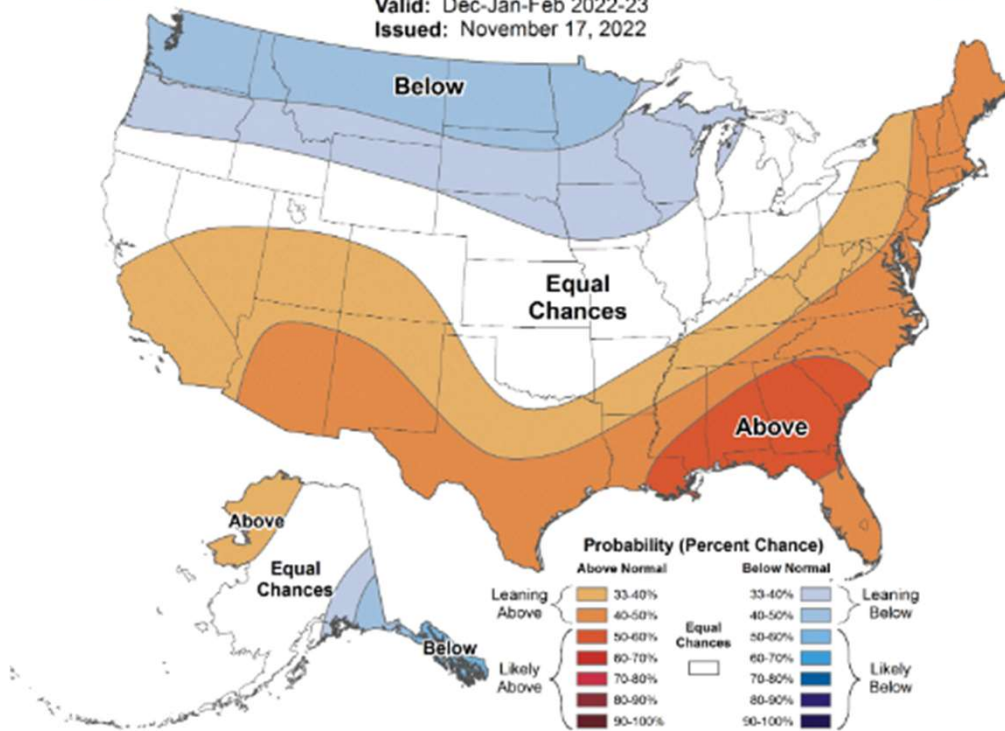 Valid: Dec-Jan-Feb 2022-23
Issued: November 17, 2022
Below
Equal
Chances
Above
Above
Equal
Chances
Below
Probability (Percent Chance)
Above Normal
Below Normal
Leaning
Above
33-40%
40-50%
Likely
Above
50-60%
60-70%
70-80%
80-90%
90-100%
Equal
Chances
33-40%
40-50%
Leaning
Below
50-60%
60-70%
70-80%
80-90%
90-100%
Likely
Below